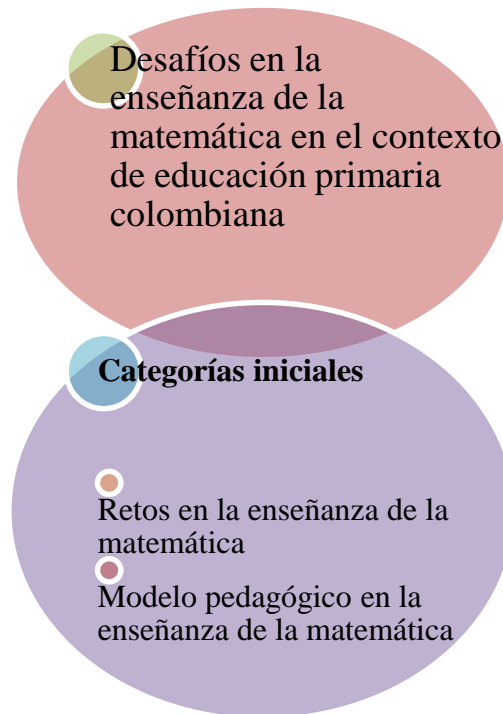 Desafíos en la
enseñanza de la
matemática en el contexto
de educación primaria
colombiana
Categorías iniciales
Retos en la enseñanza de la
matemática
Modelo pedagógico en la
enseñanza de la matemática